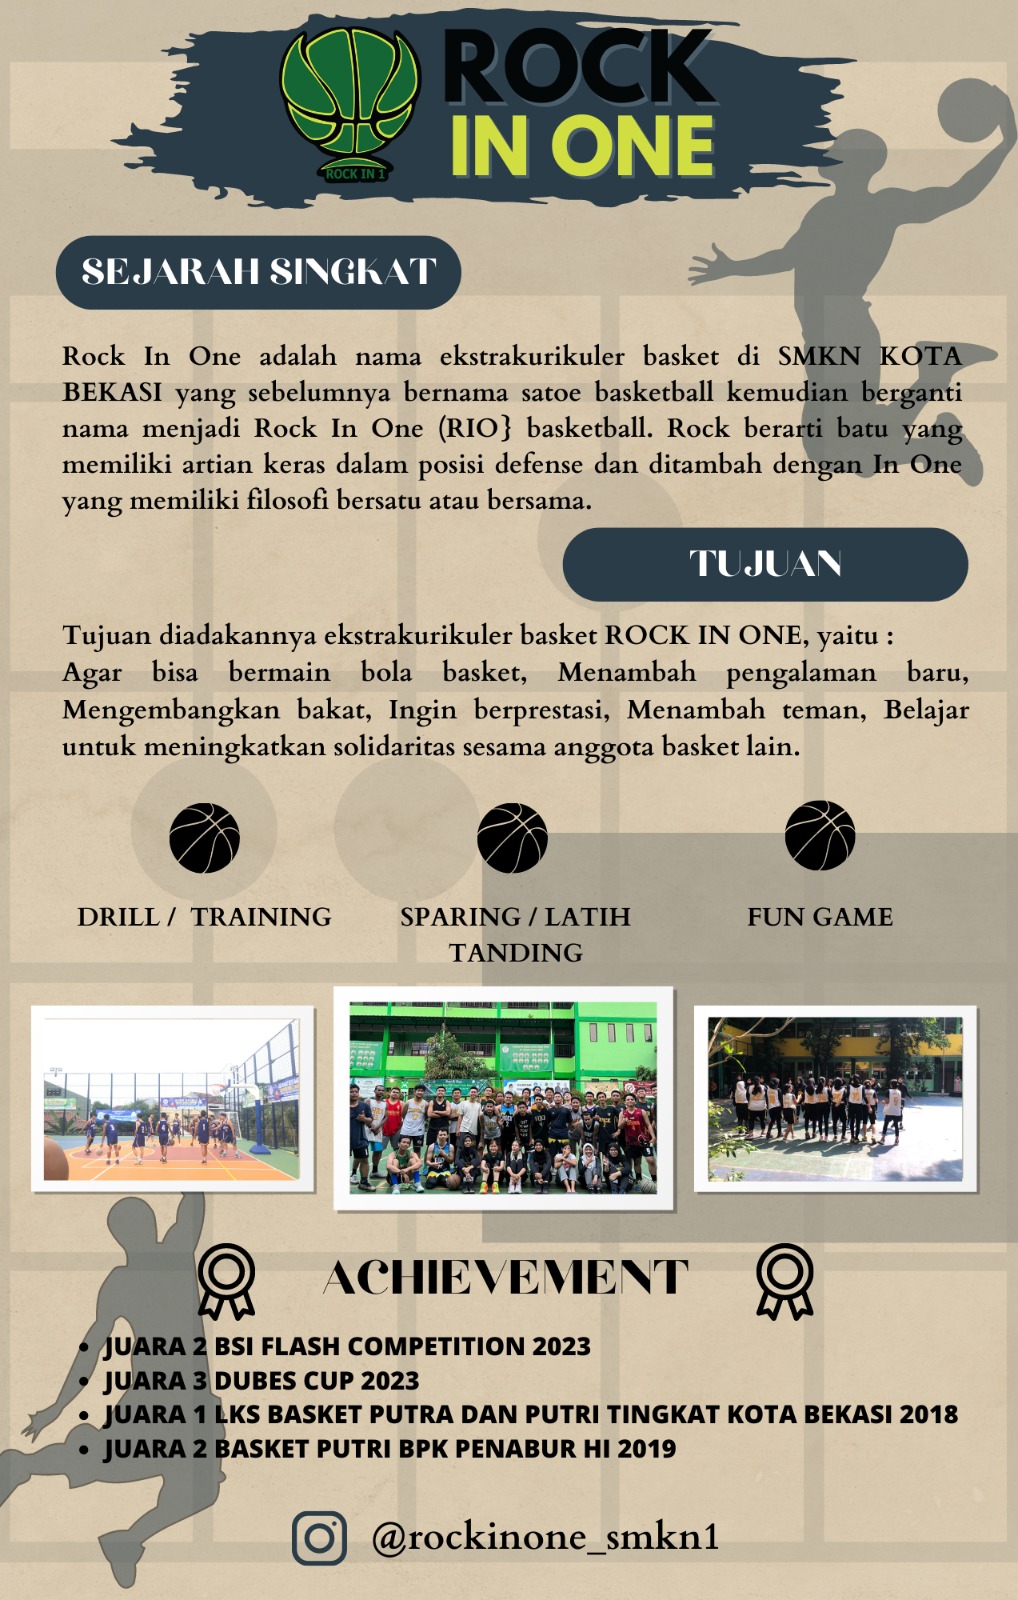 ROCK
IN ONE
ROCK IN 1
SEJARAH SINGKAT
Rock In One adalah nama ekstrakurikuler basket di SMKN KOTA
BEKASI yang sebelumnya bernama satoe basketball kemudian berganti
nama menjadi Rock In One (RIO} basketball. Rock berarti batu yang
memiliki artian keras dalam posisi defense dan ditambah dengan In One
yang memiliki filosofi bersatu atau bersama.
TUJUAN
Tujuan diadakannya ekstrakurikuler basket ROCK IN ONE, yaitu :
Agar bisa bermain bola basket, Menambah pengalaman baru,
Mengembangkan bakat, Ingin berprestasi, Menambah teman, Belajar
untuk meningkatkan solidaritas sesama anggota basket lain.
DRILL / TRAINING
SPARING / LATIH
TANDING
FUN GAME
ACHIEVEMENT
• JUARA 2 BSI FLASH COMPETITION 2023
• JUARA 3 DUBES CUP 2023
• JUARA 1 LKS BASKET PUTRA DAN PUTRI TINGKAT KOTA BEKASI 2018
• JUARA 2 BASKET PUTRI BPK PENABUR HI 2019
@rockinone_smkn1